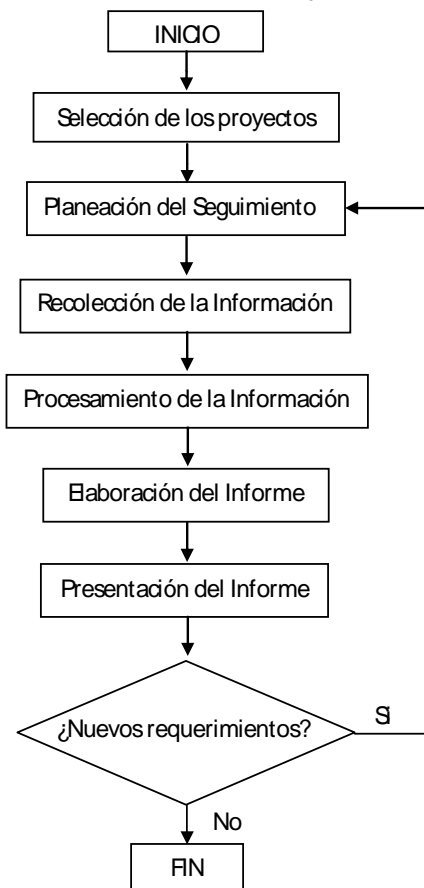 INICIO
Selección de los proyectos
Planeación del Seguimiento
Recolección de la Información
Procesamiento de la Información
Elaboración del Informe
Presentación del Informe
¿Nuevos requerimientos?
Si
No
FIN